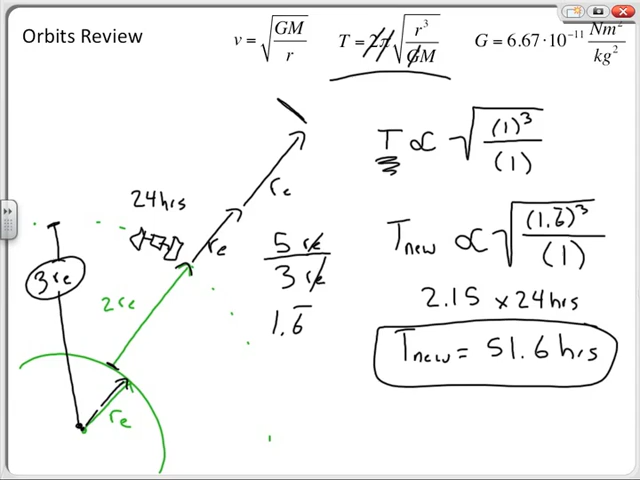 Orbits Review
v = √(GM/r)
T = 2π√(r³/GM)
G = 6.67·10⁻¹¹ Nm²/kg²
T ∝ √((1)³/(1))
24hrs
re
re
5 re
3 re
1.6̅
3re
2re
re
Tnew ∝ √((1.6̅)³/(1))
2.15 x 24hrs
Tnew = 51.6 hrs